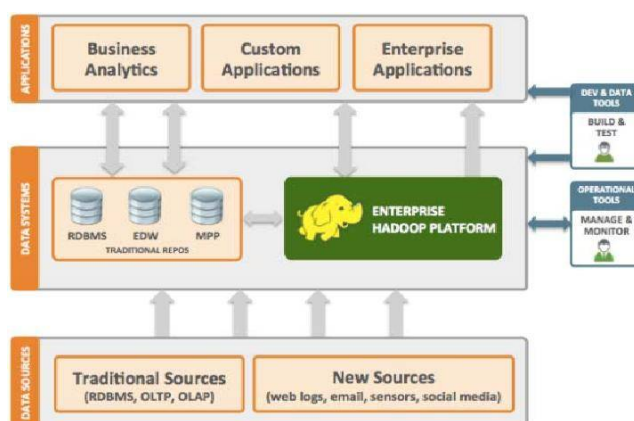 APPLICATIONS
Business
Analytics
Custom
Applications
Enterprise
Applications
DEV & DATA
TOOLS
BUILD &
TEST
DATA SYSTEMS
RDBMS
EDW
MPP
TRADITIONAL REPOS
ENTERPRISE
HADOOP PLATFORM
OPERATIONAL
TOOLS
MANAGE &
MONITOR
DATA SOURCES
Traditional Sources
(RDBMS, OLTP, OLAP)
New Sources
(web logs, email, sensors, social media)